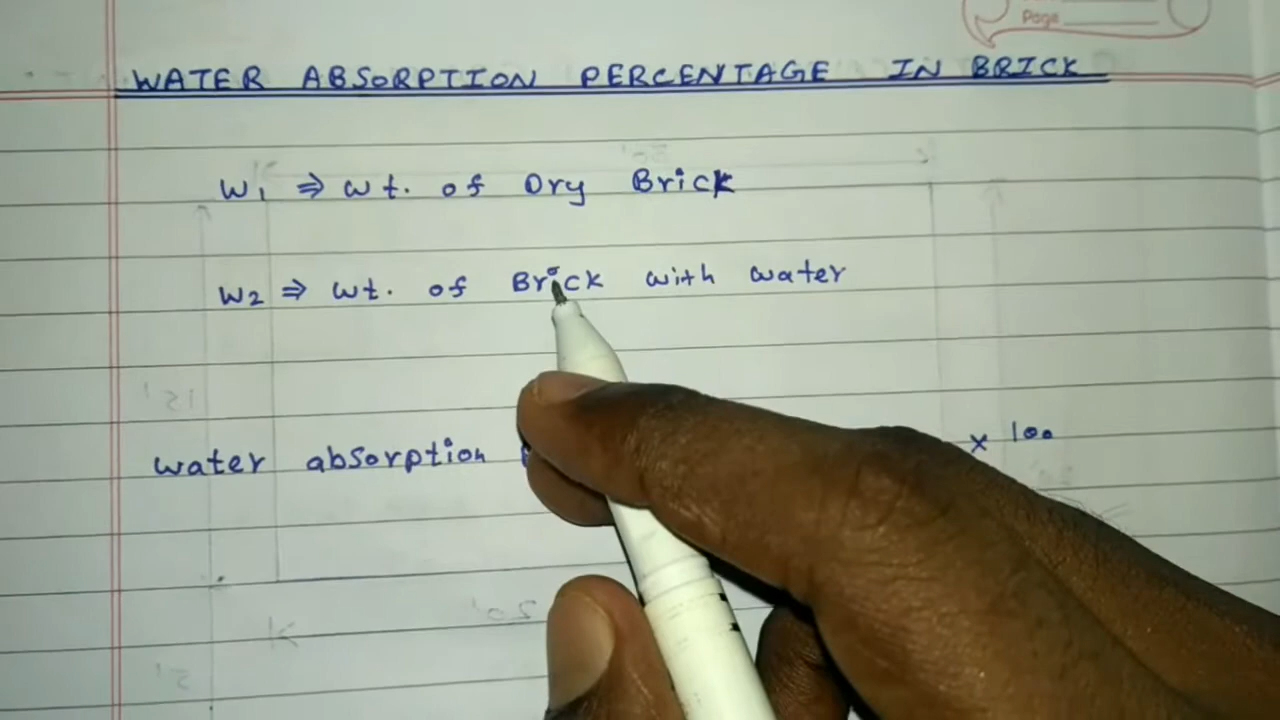 Page
WATER ABSORPTION PERCENTAGE IN BRICK
W1 ⇒ wt. of Dry Brick
W2 ⇒ wt. of Brick with water
water absorption × 100